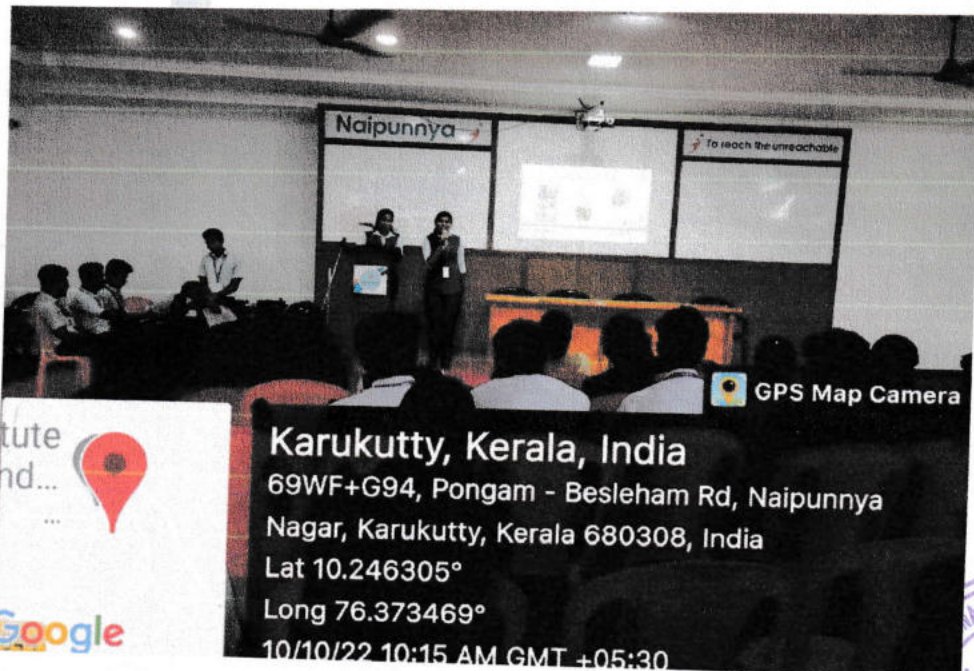 Naipunnya
To reach the unreachable
GPS Map Camera
tute
nd...
...
Google
Karukutty, Kerala, India
69WF+G94, Pongam - Besleham Rd, Naipunnya
Nagar, Karukutty, Kerala 680308, India
Lat 10.246305°
Long 76.373469°
10/10/22 10:15 AM GMT +05:30